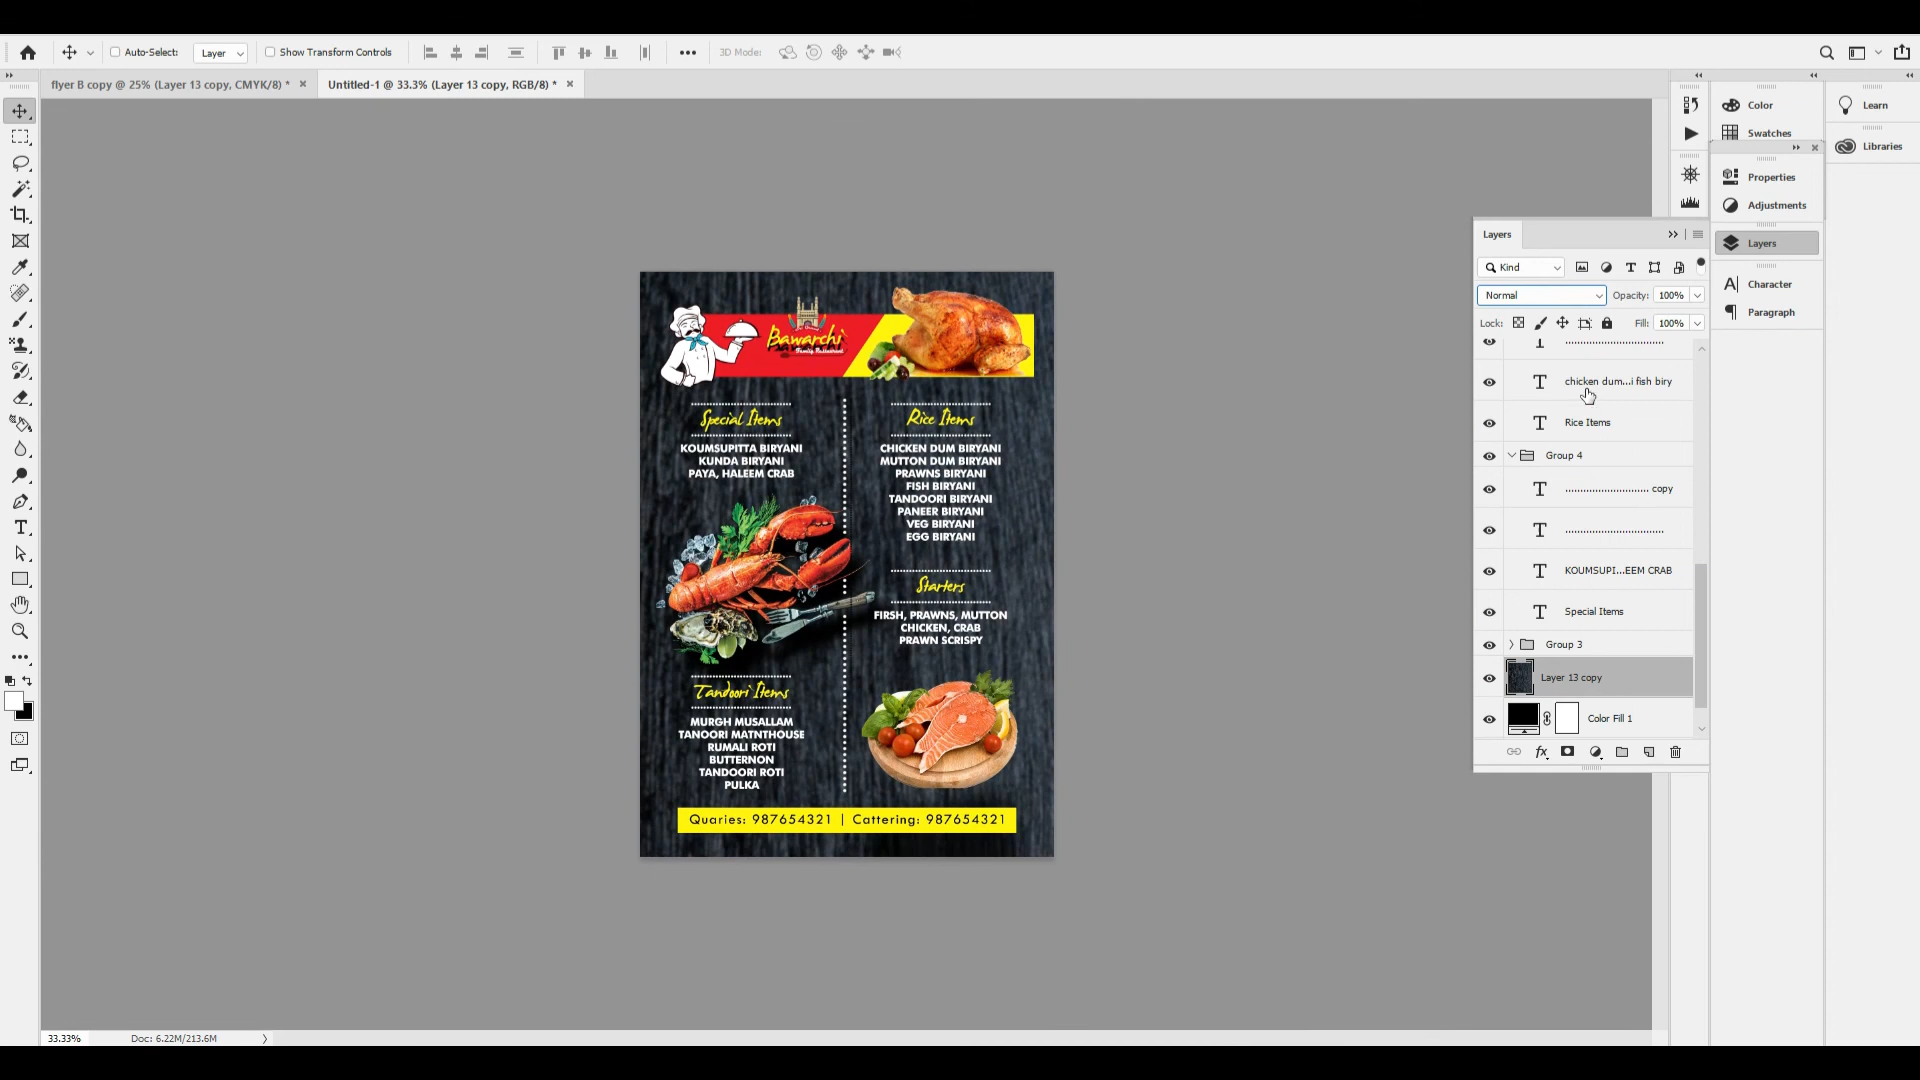 Auto-Select:
Layer
Show Transform Controls
3D Mode:
flyer B copy @ 25% (Layer 13 copy, CMYK/8) *
Untitled-1 @ 33.3% (Layer 13 copy, RGB/8) *
Color
Swatches
Learn
Libraries
Properties
Adjustments
Layers
Character
Paragraph
Layers
Kind
Normal
Opacity:
100%
Lock:
Fill:
100%
chicken dum...i fish biry
Rice Items
Group 4
............................ copy
.................................
KOUMSUPI...EEM CRAB
Special Items
Group 3
Layer 13 copy
Color Fill 1
Bawarchi
Family Restaurant
Special Items
KOUMSUPITTA BIRYANI
KUNDA BIRYANI
PAYA, HALEEM CRAB
Tandoori Items
MURGH MUSALLAM
TANOORI MATNTHOUSE
RUMALI ROTI
BUTTERNON
TANDOORI ROTI
PULKA
Rice Items
CHICKEN DUM BIRYANI
MUTTON DUM BIRYANI
PRAWNS BIRYANI
FISH BIRYANI
TANDOORI BIRYANI
PANEER BIRYANI
VEG BIRYANI
EGG BIRYANI
Starters
FIRSH, PRAWNS, MUTTON
CHICKEN, CRAB
PRAWN SCRISPY
Quaries: 987654321 | Cattering: 987654321
33.33%
Doc: 6.22M/213.6M